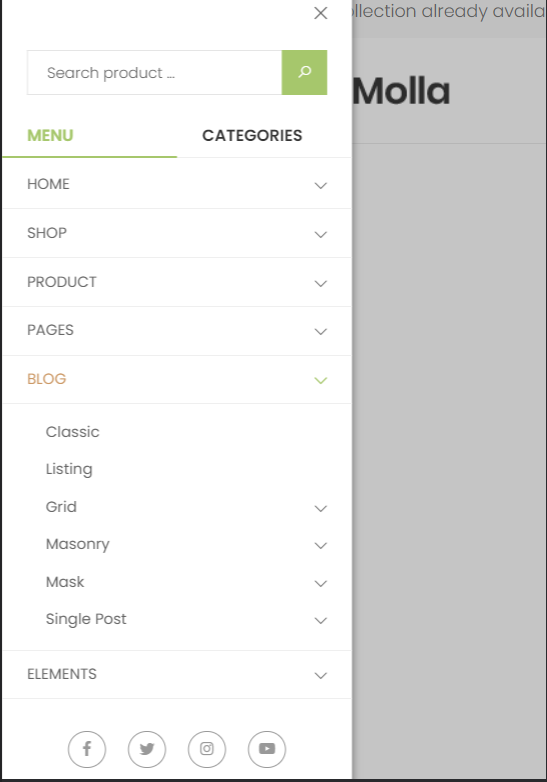 ollection already availa
Search product ...
Molla
MENU
CATEGORIES
HOME
SHOP
PRODUCT
PAGES
BLOG
Classic
Listing
Grid
Masonry
Mask
Single Post
ELEMENTS